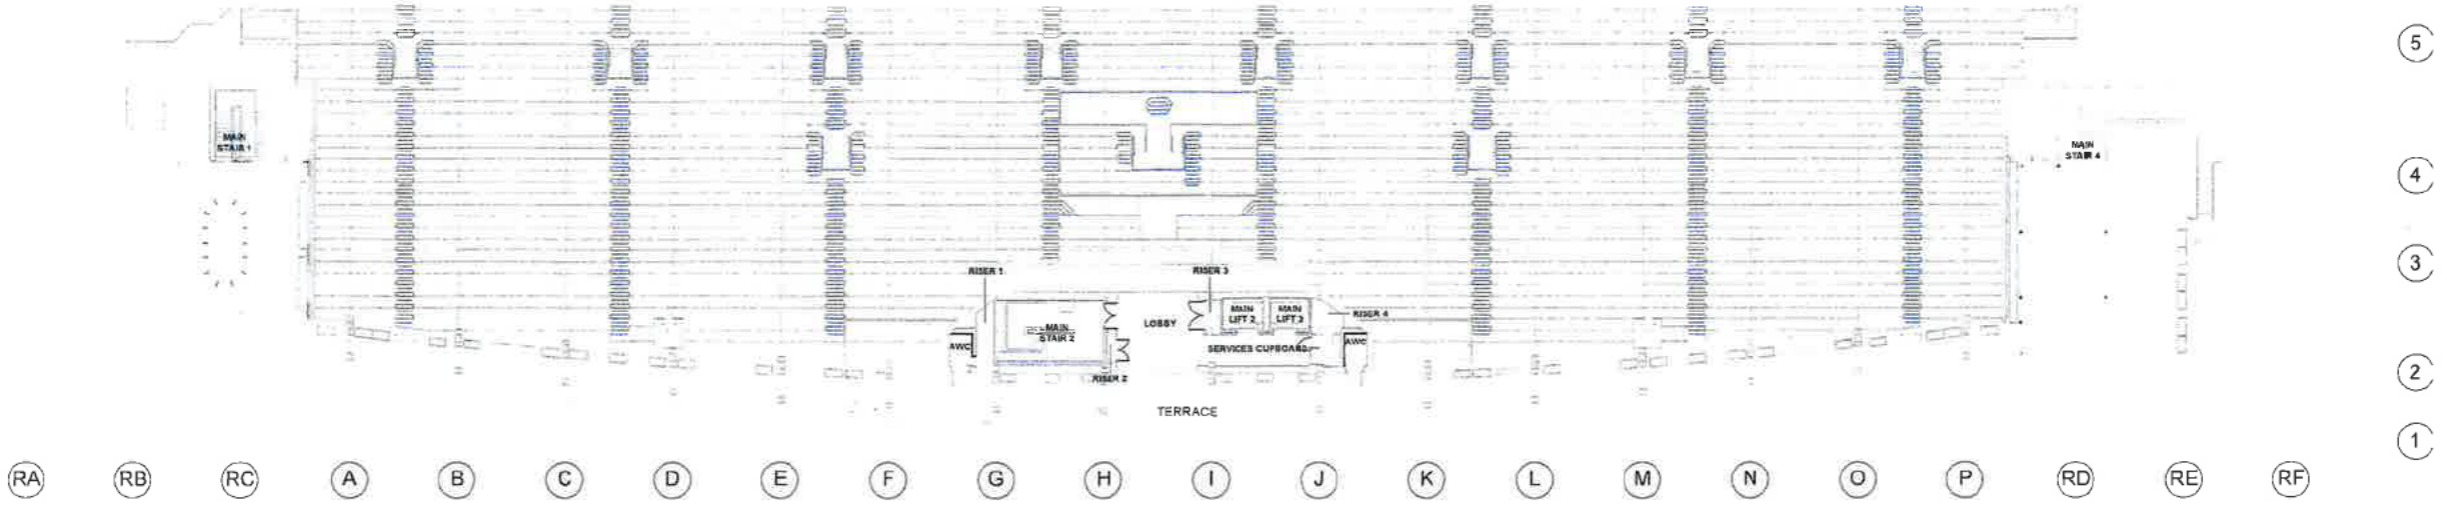 5
MAIN
STAIR 1
MAIN
STAIR 4
4
RISER 1
RISER 3
3
MAIN
LIFT 2
MAIN
LIFT 3
RISER 4
LOBBY
MAIN
STAIR 2
AWC
SERVICES CUPBOARD
AWC
RISER 2
2
TERRACE
1
RA
RB
RC
A
B
C
D
E
F
G
H
I
J
K
L
M
N
O
P
RD
RE
RF